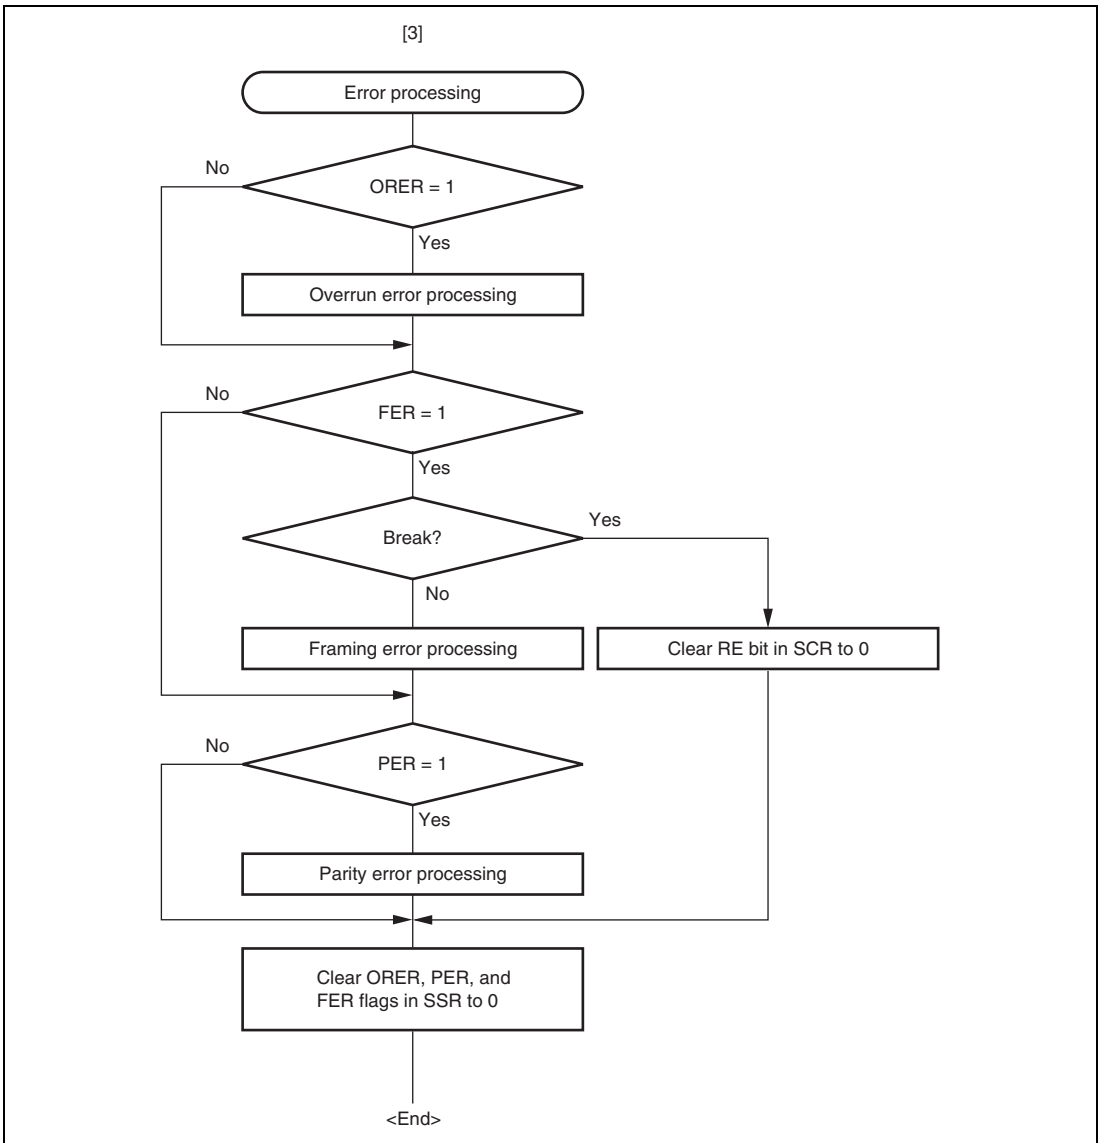 [3]
Error processing
No
ORER = 1
Yes
Overrun error processing
No
FER = 1
Yes
Break?
Yes
No
Framing error processing
Clear RE bit in SCR to 0
No
PER = 1
Yes
Parity error processing
Clear ORER, PER, and
FER flags in SSR to 0
<End>